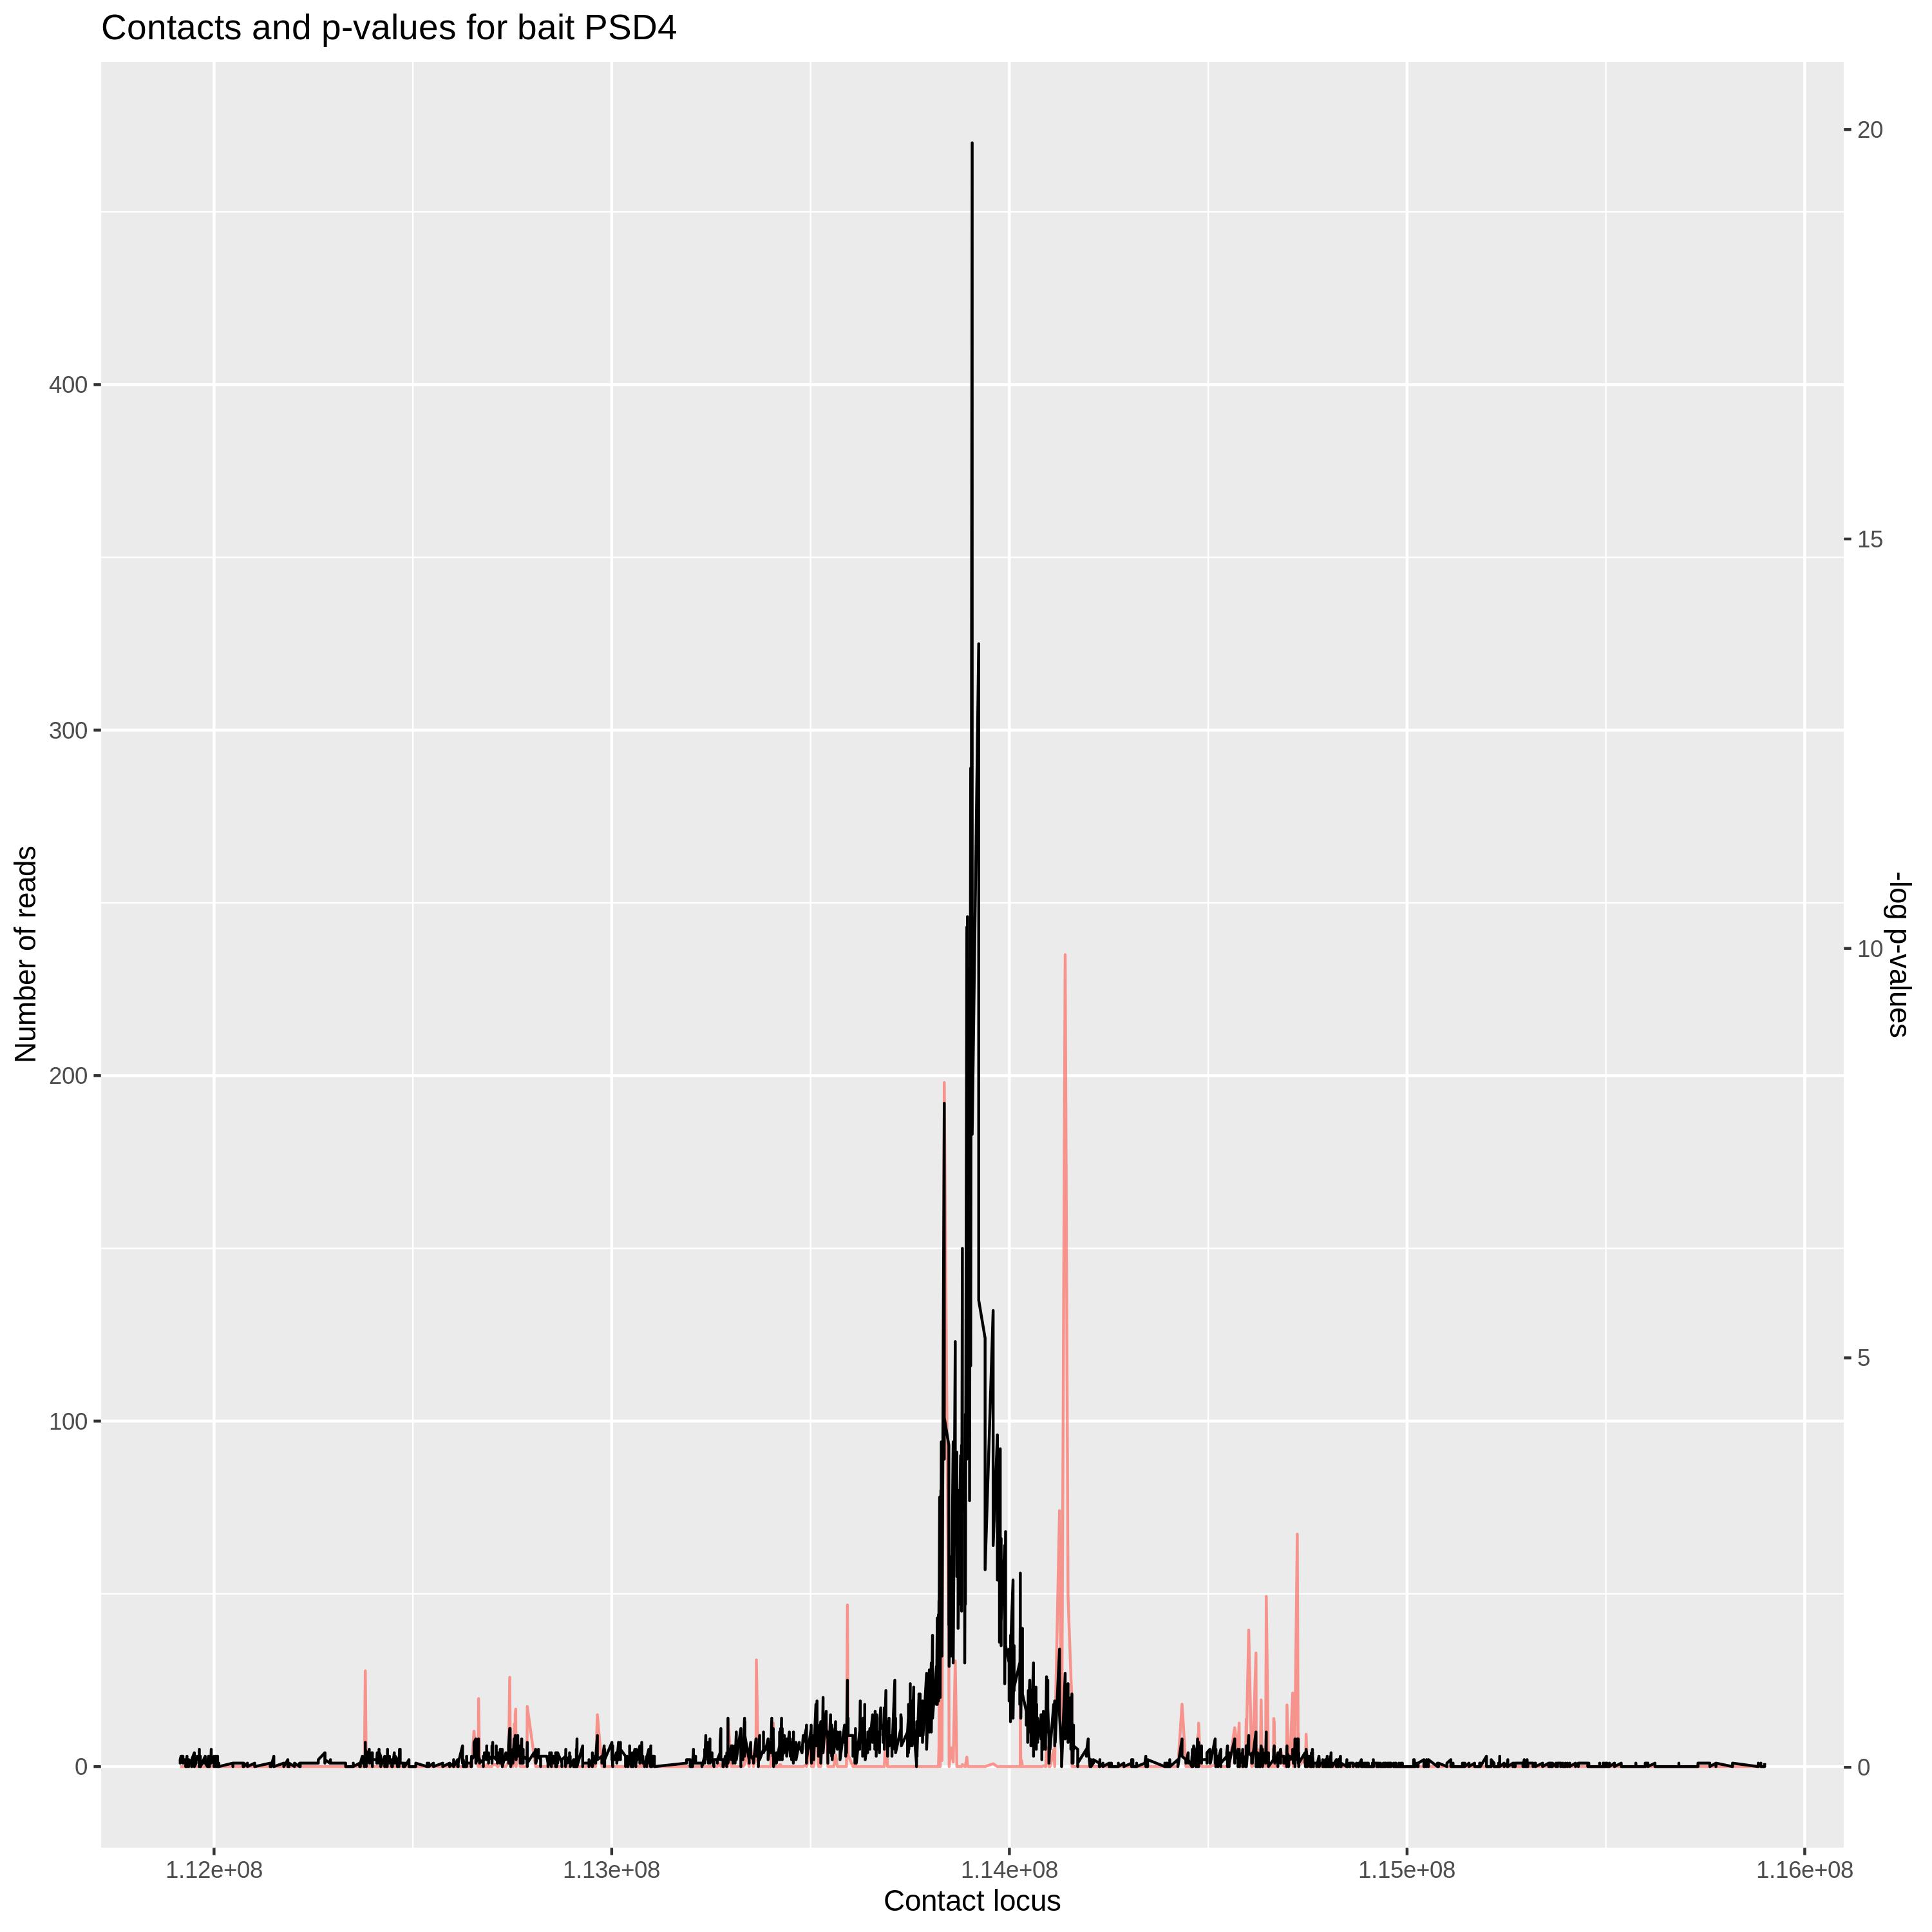 Contacts and p-values for bait PSD4
Number of reads
400
300
200
100
0
20
15
10
5
0
-log p-values
1.12e+08
1.13e+08
1.14e+08
1.15e+08
1.16e+08
Contact locus